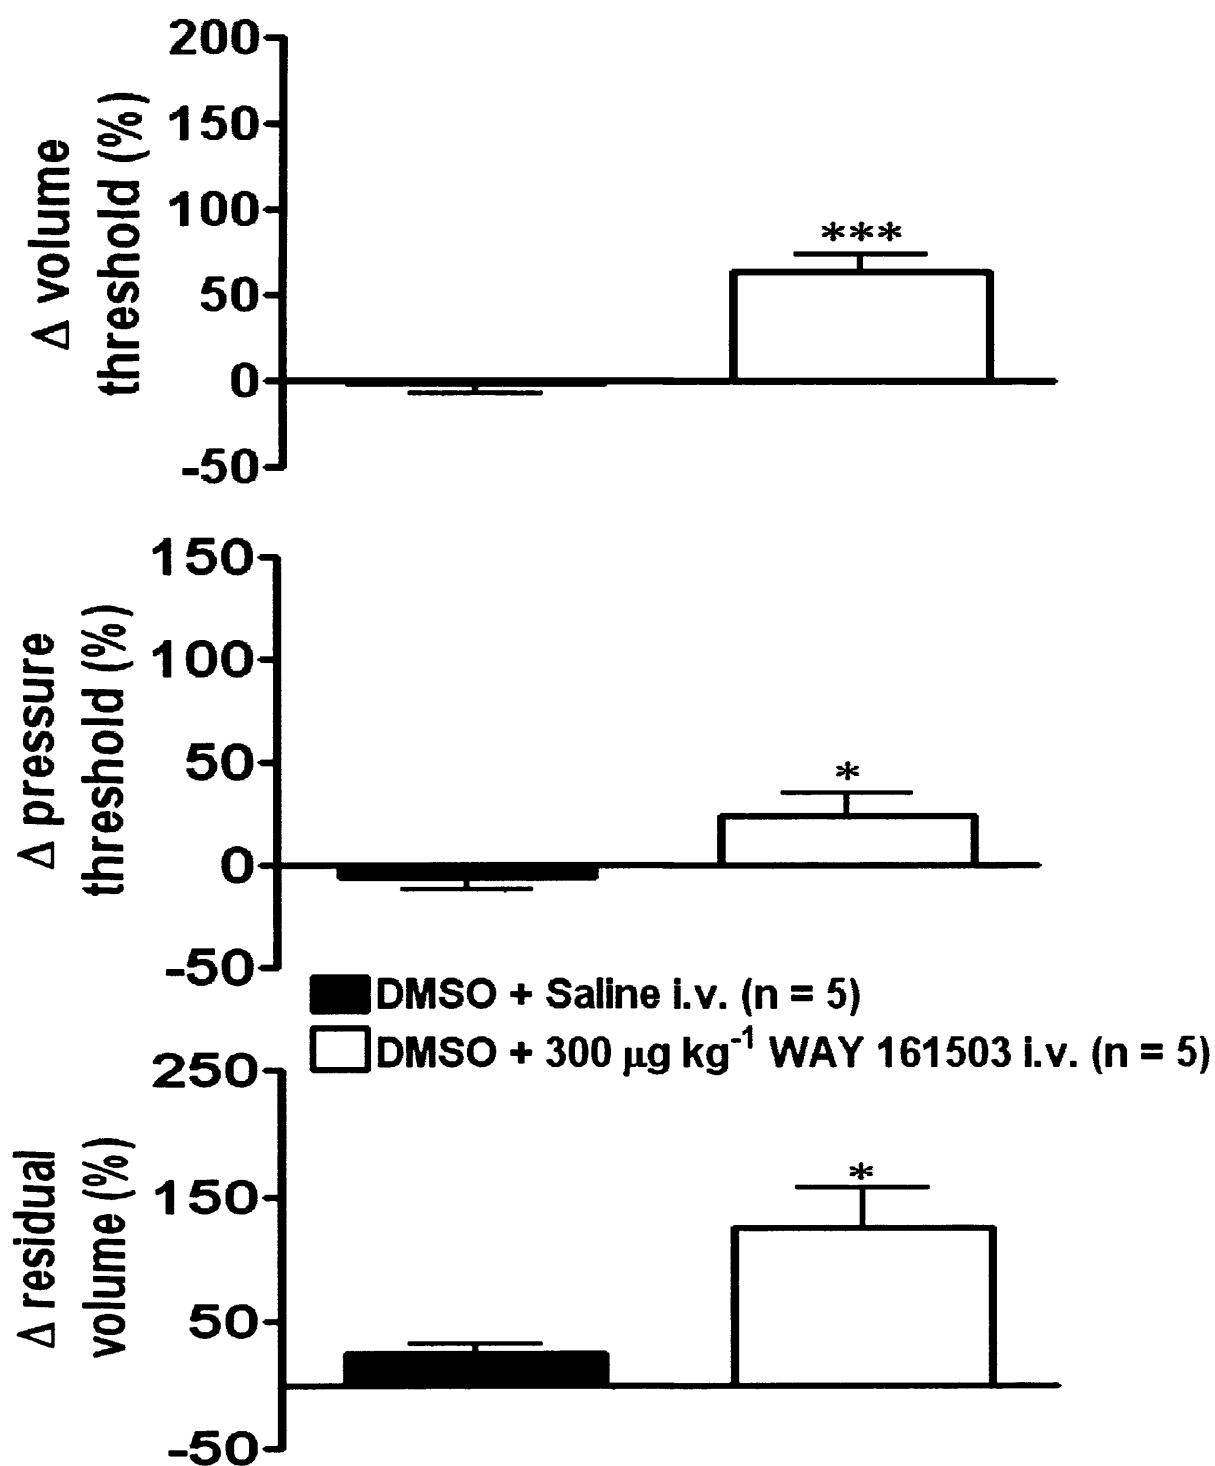 200
150
100
50
0
-50
Δ volume
threshold (%)
***
150
100
50
0
-50
Δ pressure
threshold (%)
*
DMSO + Saline i.v. (n = 5)
DMSO + 300 µg kg⁻¹ WAY 161503 i.v. (n = 5)
250
150
50
-50
Δ residual
volume (%)
*